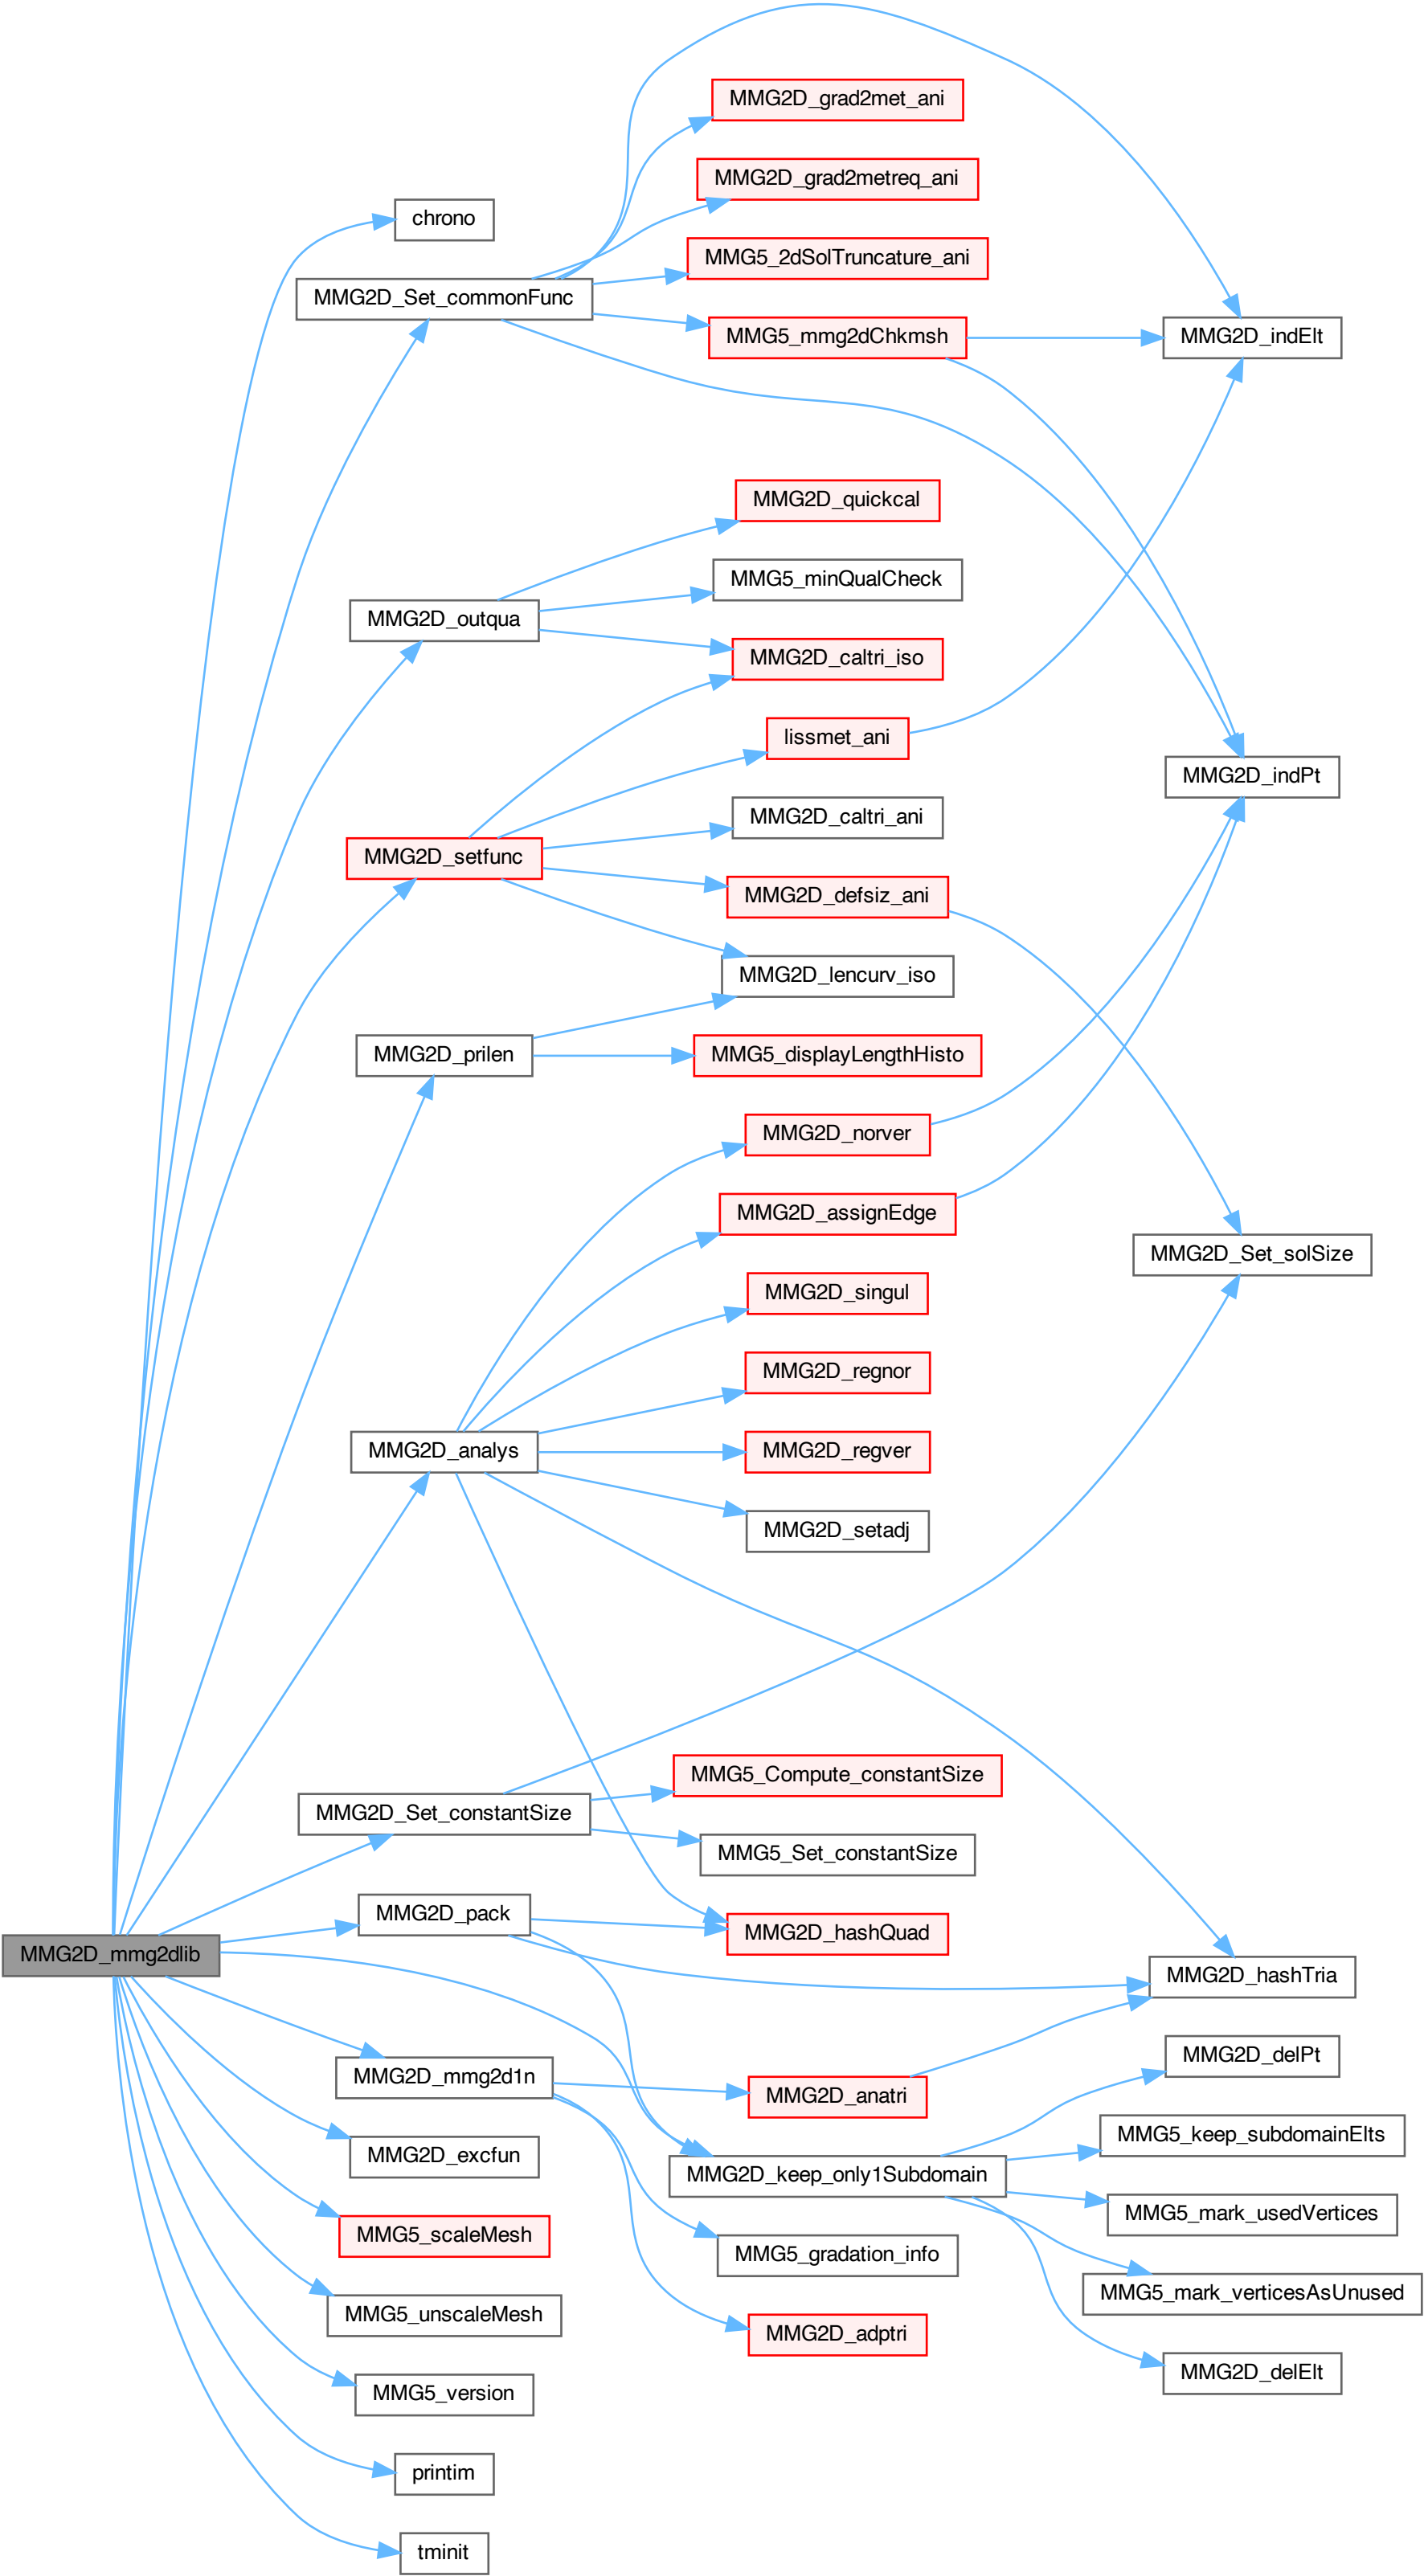 MMG2D_grad2met_ani
MMG2D_grad2metreq_ani
chrono
MMG5_2dSolTruncature_ani
MMG2D_Set_commonFunc
MMG5_mmg2dChkmsh
MMG2D_indElt
MMG2D_quickcal
MMG5_minQualCheck
MMG2D_outqua
MMG2D_caltri_iso
lissmet_ani
MMG2D_indPt
MMG2D_caltri_ani
MMG2D_setfunc
MMG2D_defsiz_ani
MMG2D_lencurv_iso
MMG2D_prilen
MMG5_displayLengthHisto
MMG2D_norver
MMG2D_assignEdge
MMG2D_Set_solSize
MMG2D_singul
MMG2D_regnor
MMG2D_analys
MMG2D_regver
MMG2D_setadj
MMG5_Compute_constantSize
MMG2D_Set_constantSize
MMG5_Set_constantSize
MMG2D_pack
MMG2D_hashQuad
MMG2D_mmg2dlib
MMG2D_hashTria
MMG2D_delPt
MMG2D_mmg2d1n
MMG2D_anatri
MMG5_keep_subdomainElts
MMG2D_excfun
MMG2D_keep_only1Subdomain
MMG5_mark_usedVertices
MMG5_scaleMesh
MMG5_gradation_info
MMG5_mark_verticesAsUnused
MMG5_unscaleMesh
MMG2D_adptri
MMG2D_delElt
MMG5_version
printim
tminit